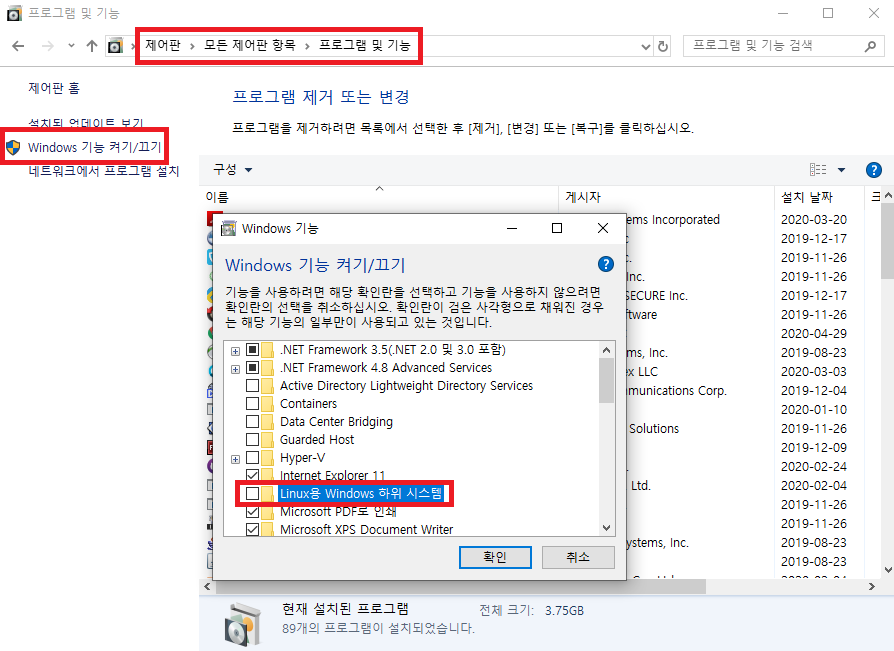 프로그램 및 기능
제어판 > 모든 제어판 항목 > 프로그램 및 기능
프로그램 및 기능 검색
제어판 홈
설치된 업데이트 보기
Windows 기능 켜기/끄기
네트워크에서 프로그램 설치
프로그램 제거 또는 변경
프로그램을 제거하려면 목록에서 선택한 후 [제거], [변경] 또는 [복구]를 클릭하십시오.
구성
이름 게시자 설치 날짜 크
ems Incorporated 2020-03-20
2019-12-17
2019-11-26
Inc. 2019-11-26
SECURE Inc. 2019-12-17
ftware 2019-11-26
2020-04-29
ms, Inc. 2019-08-23
ex LLC 2020-03-03
munications Corp. 2019-12-04
2020-01-10
Solutions 2019-11-26
2019-12-09
2020-02-24
Ltd. 2020-02-04
2019-11-26
2019-11-26
ystems, Inc. 2019-08-23
2019-08-23
Windows 기능
Windows 기능 켜기/끄기
기능을 사용하려면 해당 확인란을 선택하고 기능을 사용하지 않으려면
확인란의 선택을 취소하십시오. 확인란이 검은 사각형으로 채워진 경우
는 해당 기능의 일부만이 사용되고 있는 것입니다.
.NET Framework 3.5(.NET 2.0 및 3.0 포함)
.NET Framework 4.8 Advanced Services
Active Directory Lightweight Directory Services
Containers
Data Center Bridging
Guarded Host
Hyper-V
Internet Explorer 11
Linux용 Windows 하위 시스템
Microsoft PDF로 인쇄
Microsoft XPS Document Writer
확인 취소
현재 설치된 프로그램 전체 크기: 3.75GB
89개의 프로그램이 설치되었습니다.